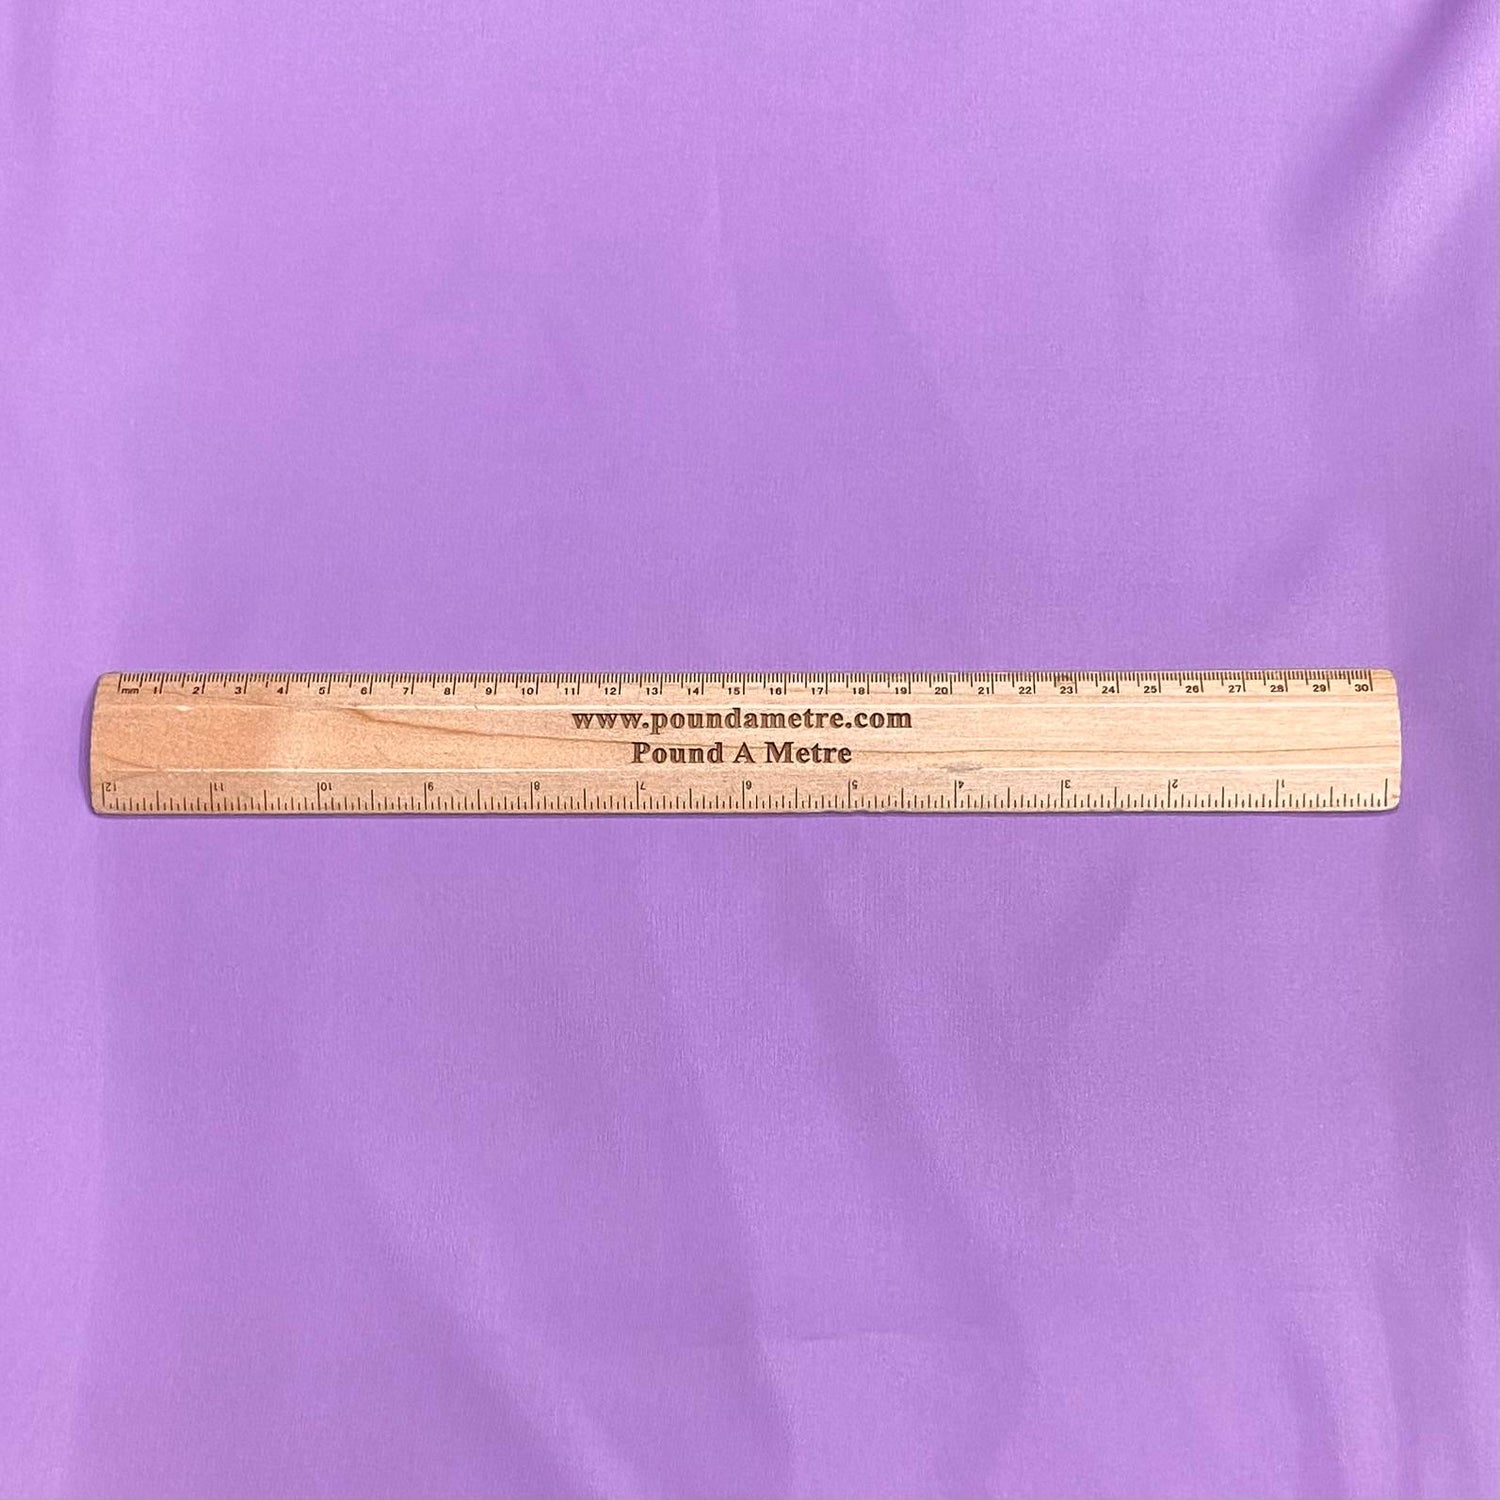 mm 1 2 3 4 5 6 7 8 9 10 11 12 13 14 15 16 17 18 19 20 21 22 23 24 25 26 27 28 29 30
www.poundametre.com
Pound A Metre
12 11 10 9 8 7 6 5 4 3 2 1